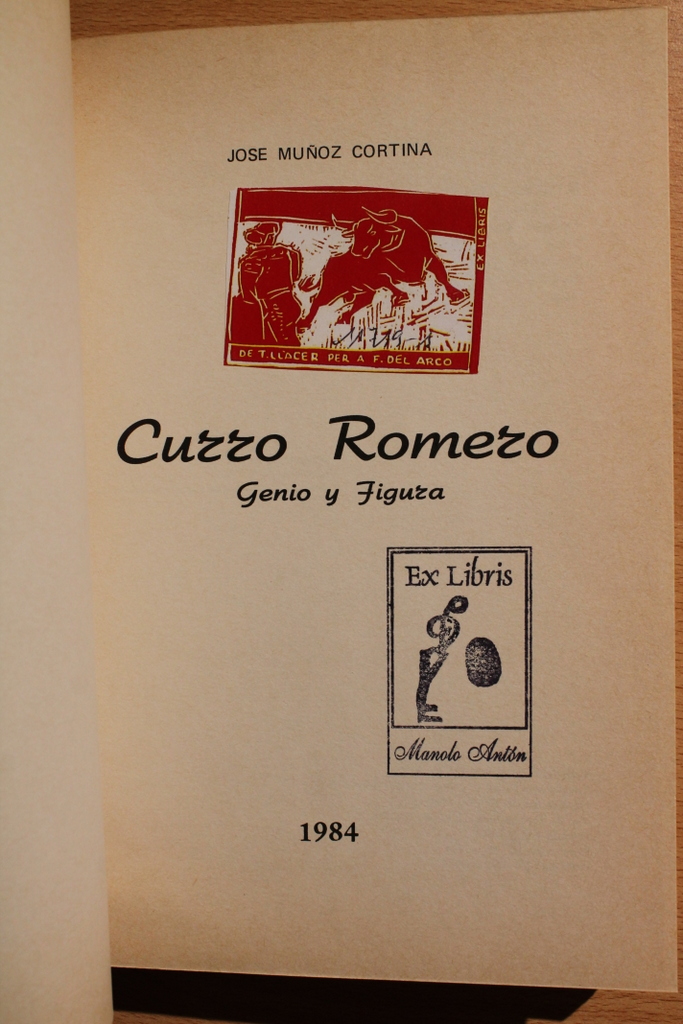 JOSE MUÑOZ CORTINA
EX LIBRIS
DE T. LLÀCER PER A F. DEL ARCO
Curro Romero
Genio y Figura
Ex Libris
Manolo Antón
1984